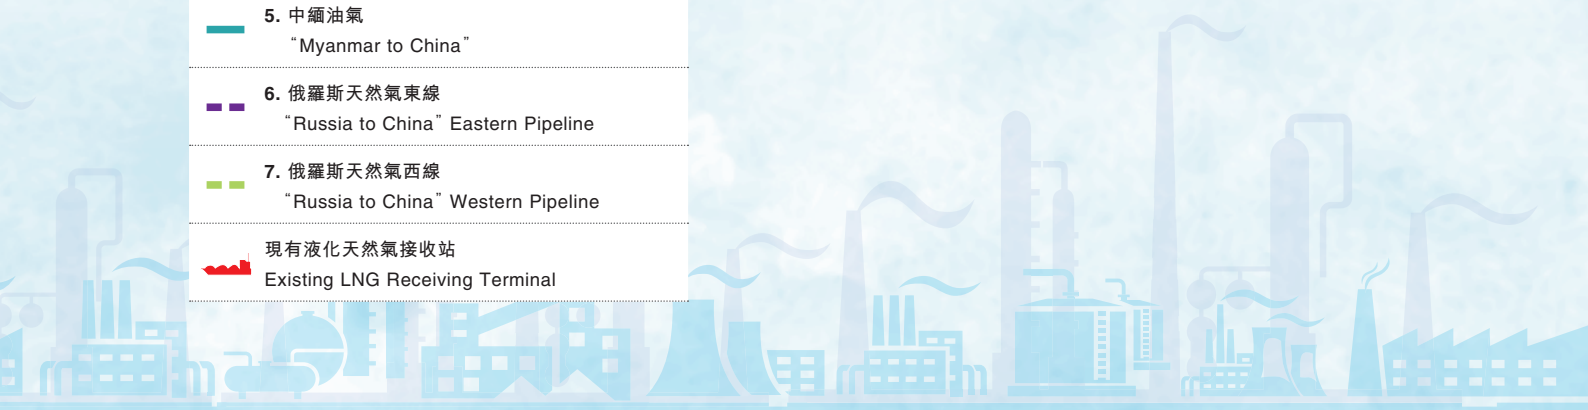 5. 中緬油氣
“Myanmar to China”
6. 俄羅斯天然氣東線
“Russia to China” Eastern Pipeline
7. 俄羅斯天然氣西線
“Russia to China” Western Pipeline
現有液化天然氣接收站
Existing LNG Receiving Terminal